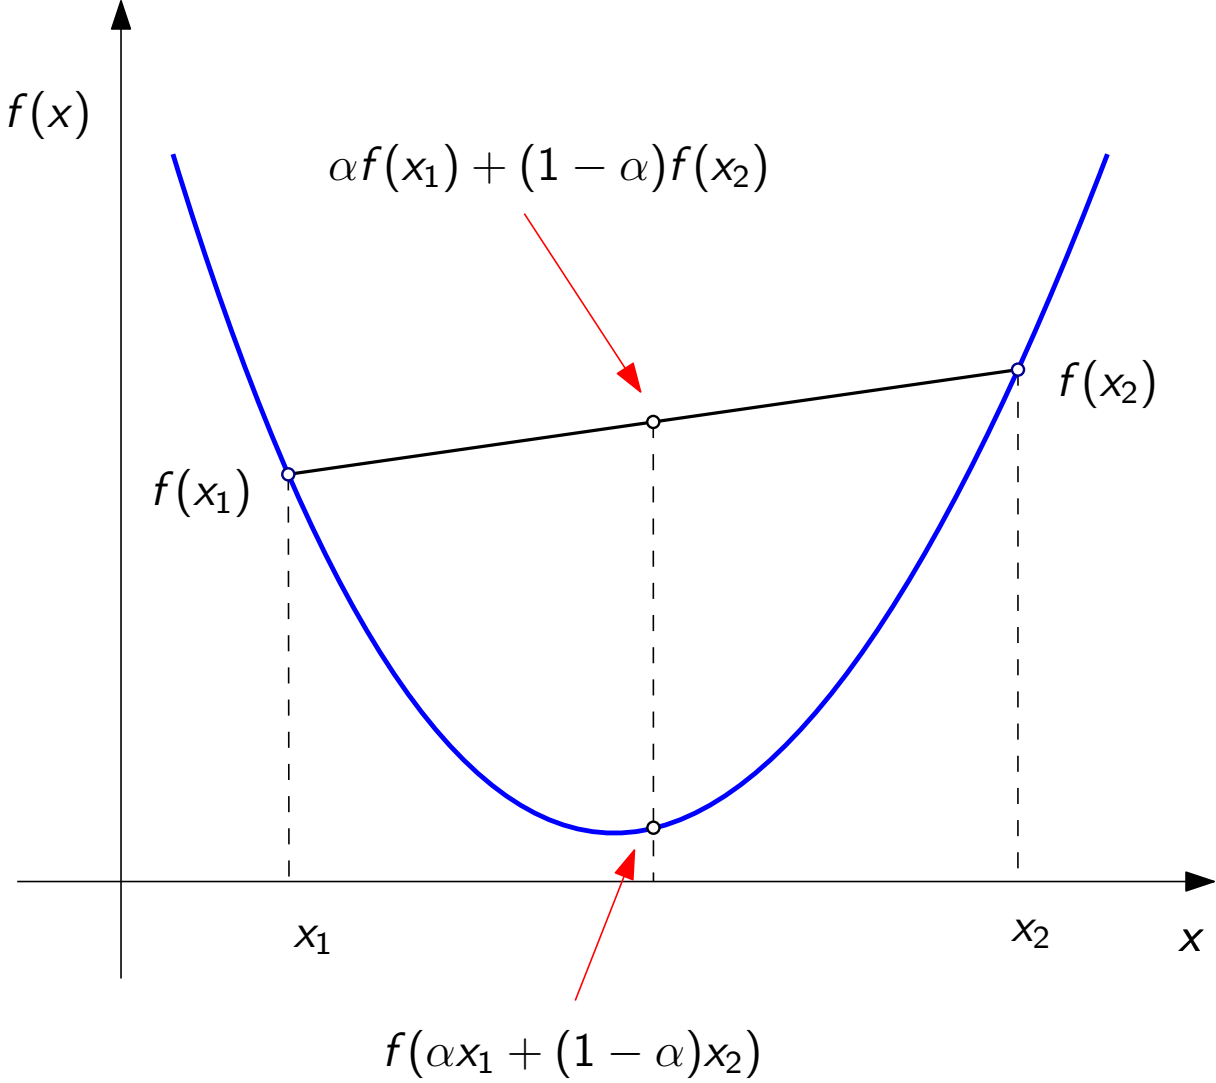 f(x)
αf(x₁) + (1 − α)f(x₂)
f(x₂)
f(x₁)
x₁
x₂
x
f(αx₁ + (1 − α)x₂)